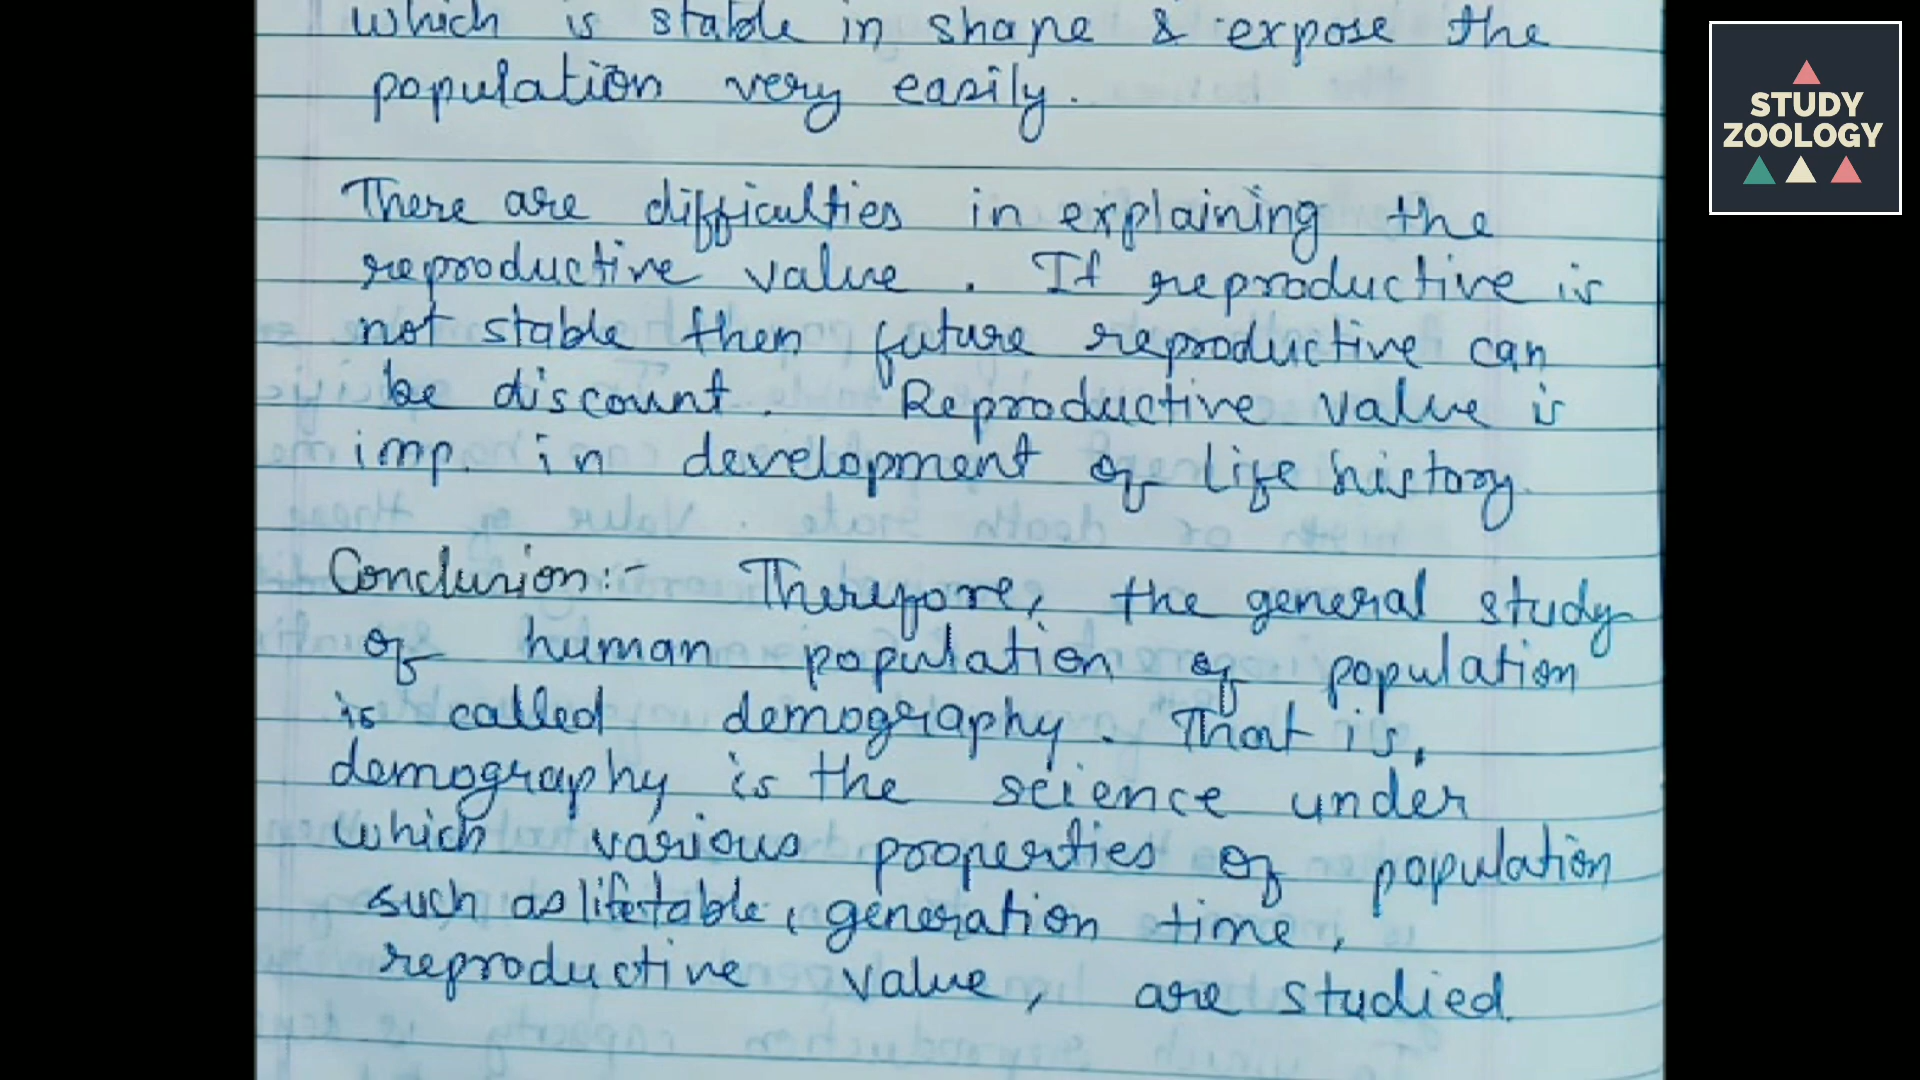 which is stable in shape & expose the
population very easily.
There are difficulties in explaining the
reproductive value. If reproductive is
not stable then future reproductive can
be discount. Reproductive value is
imp. in development of life history.
Conclusion:- Therefore, the general study
of human population of population
is called demography. That is,
demography is the science under
which various properties of population
such as lifetable, generation time,
reproductive value, are studied.
STUDY
ZOOLOGY